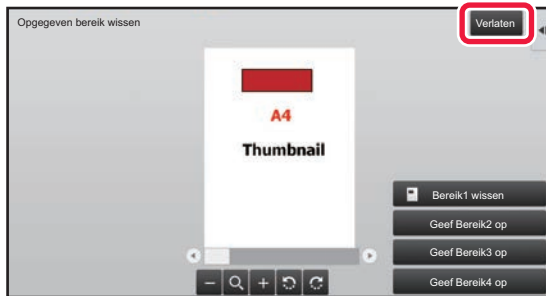 Opgegeven bereik wissen
Verlaten
A4
Thumbnail
Bereik1 wissen
Geef Bereik2 op
Geef Bereik3 op
Geef Bereik4 op